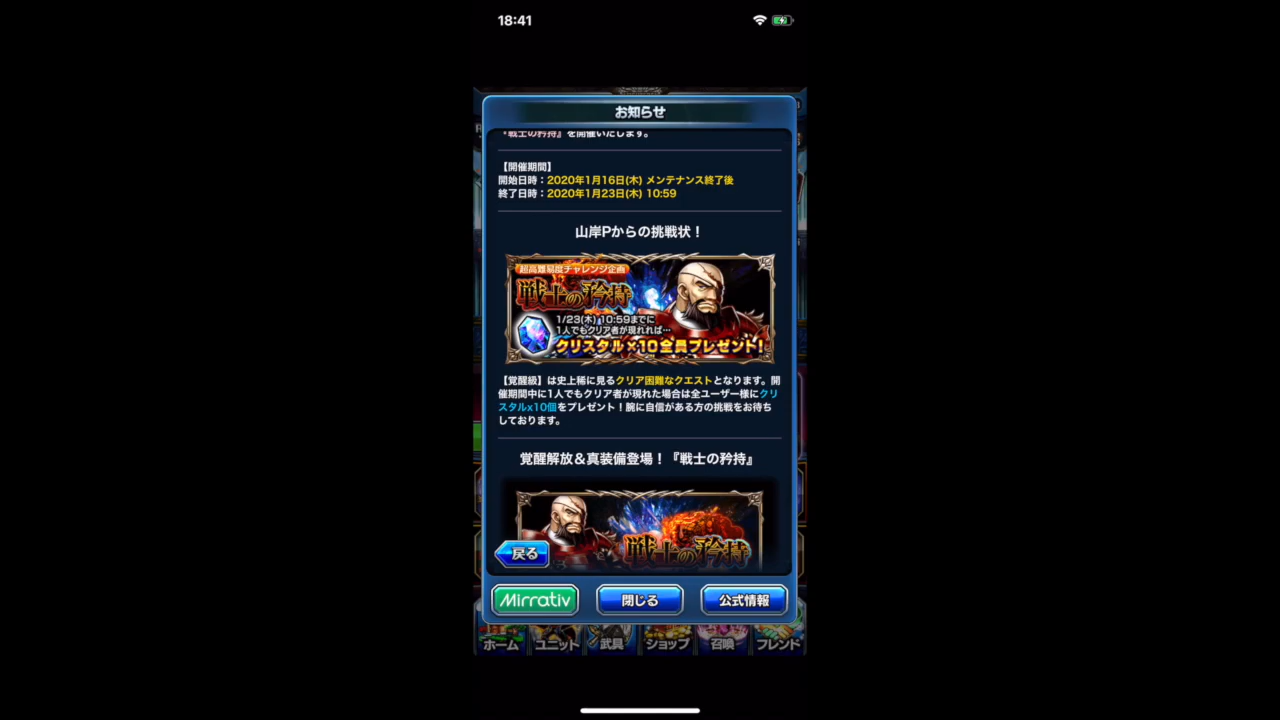 18:41
お知らせ
『戦士の矜持』を開催いたします。
【開催期間】
開始日時：2020年1月16日(木) メンテナンス終了後
終了日時：2020年1月23日(木) 10:59
山岸Pからの挑戦状！
超高難易度チャレンジ企画
戦士の矜持
1/23(木) 10:59までに
1人でもクリア者が現れれば…
クリスタル×10全員プレゼント!
【覚醒級】は史上稀に見るクリア困難なクエストとなります。開
催期間中に1人でもクリア者が現れた場合は全ユーザー様にクリ
スタルx10個をプレゼント！腕に自信がある方の挑戦をお待ち
しております。
覚醒解放＆真装備登場！『戦士の矜持』
戦士の矜持
戻る
Mirrativ
閉じる
公式情報
ホーム
ユニット
武具
ショップ
召喚
フレンド